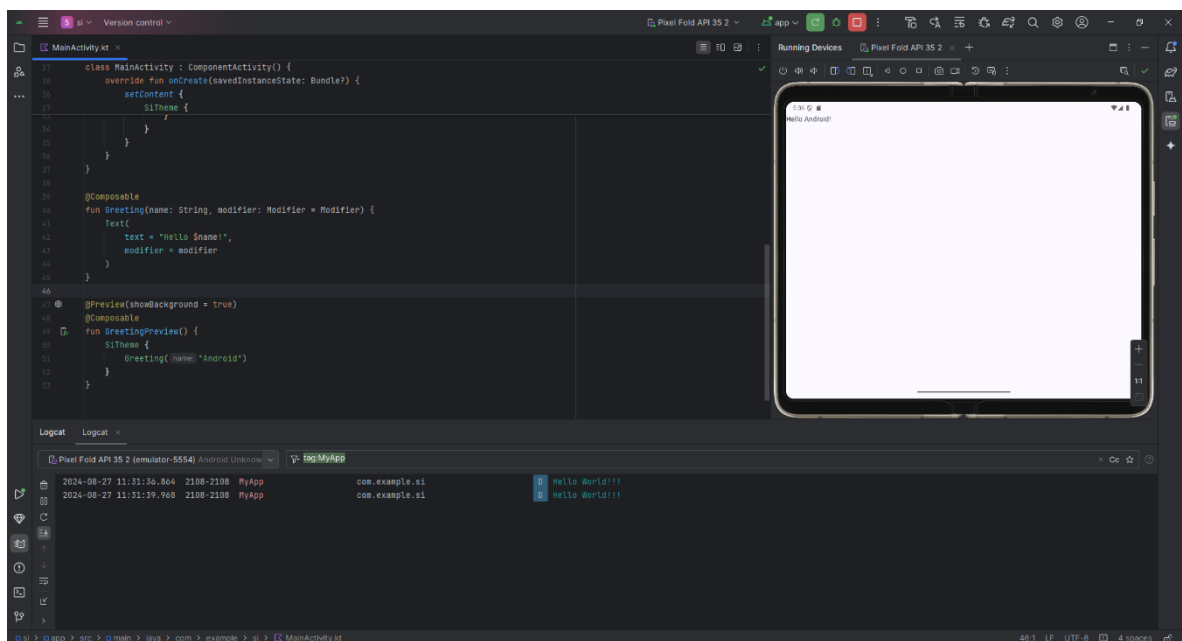 S si Version control
Pixel Fold API 35 2
app
MainActivity.kt
Running Devices
Pixel Fold API 35 2
17 class MainActivity : ComponentActivity() {
18 override fun onCreate(savedInstanceState: Bundle?) {
26 setContent {
27 SiTheme {
}
34 }
35 }
36 }
37 }
38
39 @Composable
40 fun Greeting(name: String, modifier: Modifier = Modifier) {
41 Text(
42 text = "Hello $name!",
43 modifier = modifier
44 )
45 }
46
47 @Preview(showBackground = true)
48 @Composable
49 fun GreetingPreview() {
50 SiTheme {
51 Greeting( name: "Android")
52 }
53 }
Hello Android!
1:1
Logcat
Logcat
Pixel Fold API 35 2 (emulator-5554) Android Unknow
tag:MyApp
Cc
2024-08-27 11:31:36.864 2108-2108 MyApp com.example.si D Hello World!!!
2024-08-27 11:31:39.968 2108-2108 MyApp com.example.si D Hello World!!!
si > app > src > main > java > com > example > si > MainActivity.kt
46:1 LF UTF-8 4 spaces